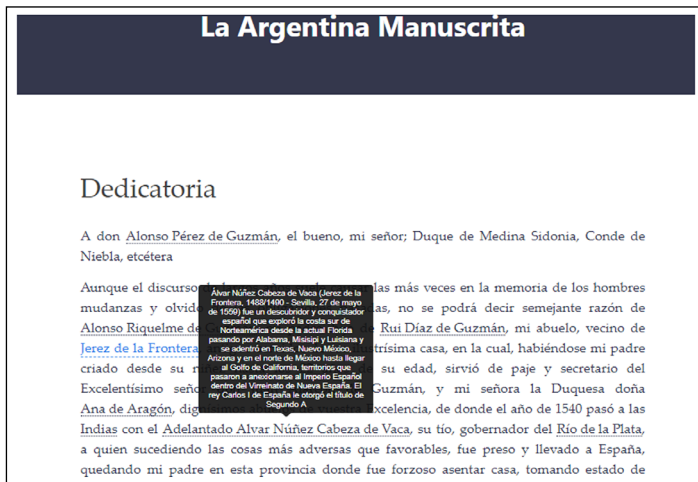 La Argentina Manuscrita
Dedicatoria
A don Alonso Pérez de Guzmán, el bueno, mi señor; Duque de Medina Sidonia, Conde de
Niebla, etcétera
Aunque el discurso las más veces en la memoria de los hombres
mudanzas y olvido no se podrá decir semejante razón de
Alonso Riquelme de Rui Díaz de Guzmán, mi abuelo, vecino de
Jerez de la Frontera casa, en la cual, habiéndose mi padre
criado desde su su edad, sirvió de paje y secretario del
Excelentísimo Guzmán, y mi señora la Duquesa doña
Ana de Aragón, Excelencia, de donde el año de 1540 pasó a las
Indias con el Adelantado Alvar Núñez Cabeza de Vaca, su tío, gobernador del Río de la Plata,
a quien sucediendo las cosas más adversas que favorables, fue preso y llevado a España,
quedando mi padre en esta provincia donde fue forzoso asentar casa, tomando estado de
Álvar Núñez Cabeza de Vaca (Jerez de la
Frontera, 1488/1490 - Sevilla, 27 de mayo
de 1559) fue un descubridor y conquistador
español que exploró la costa sur de
Norteamérica desde la actual Florida
pasando por Alabama, Misisipi y Luisiana y
se adentró en Texas, Nuevo México,
Arizona y en el norte de México hasta llegar
al Golfo de California, territorios que
pasaron a anexionarse al Imperio Español
dentro del Virreinato de Nueva España. El
rey Carlos I de España le otorgó el título de
Segundo A